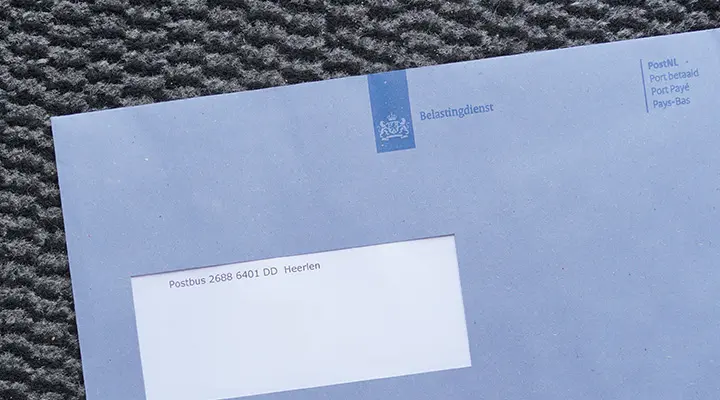 Belastingdienst
PostNL
Port betaald
Port Payé
Pays-Bas
Postbus 2688 6401 DD Heerlen